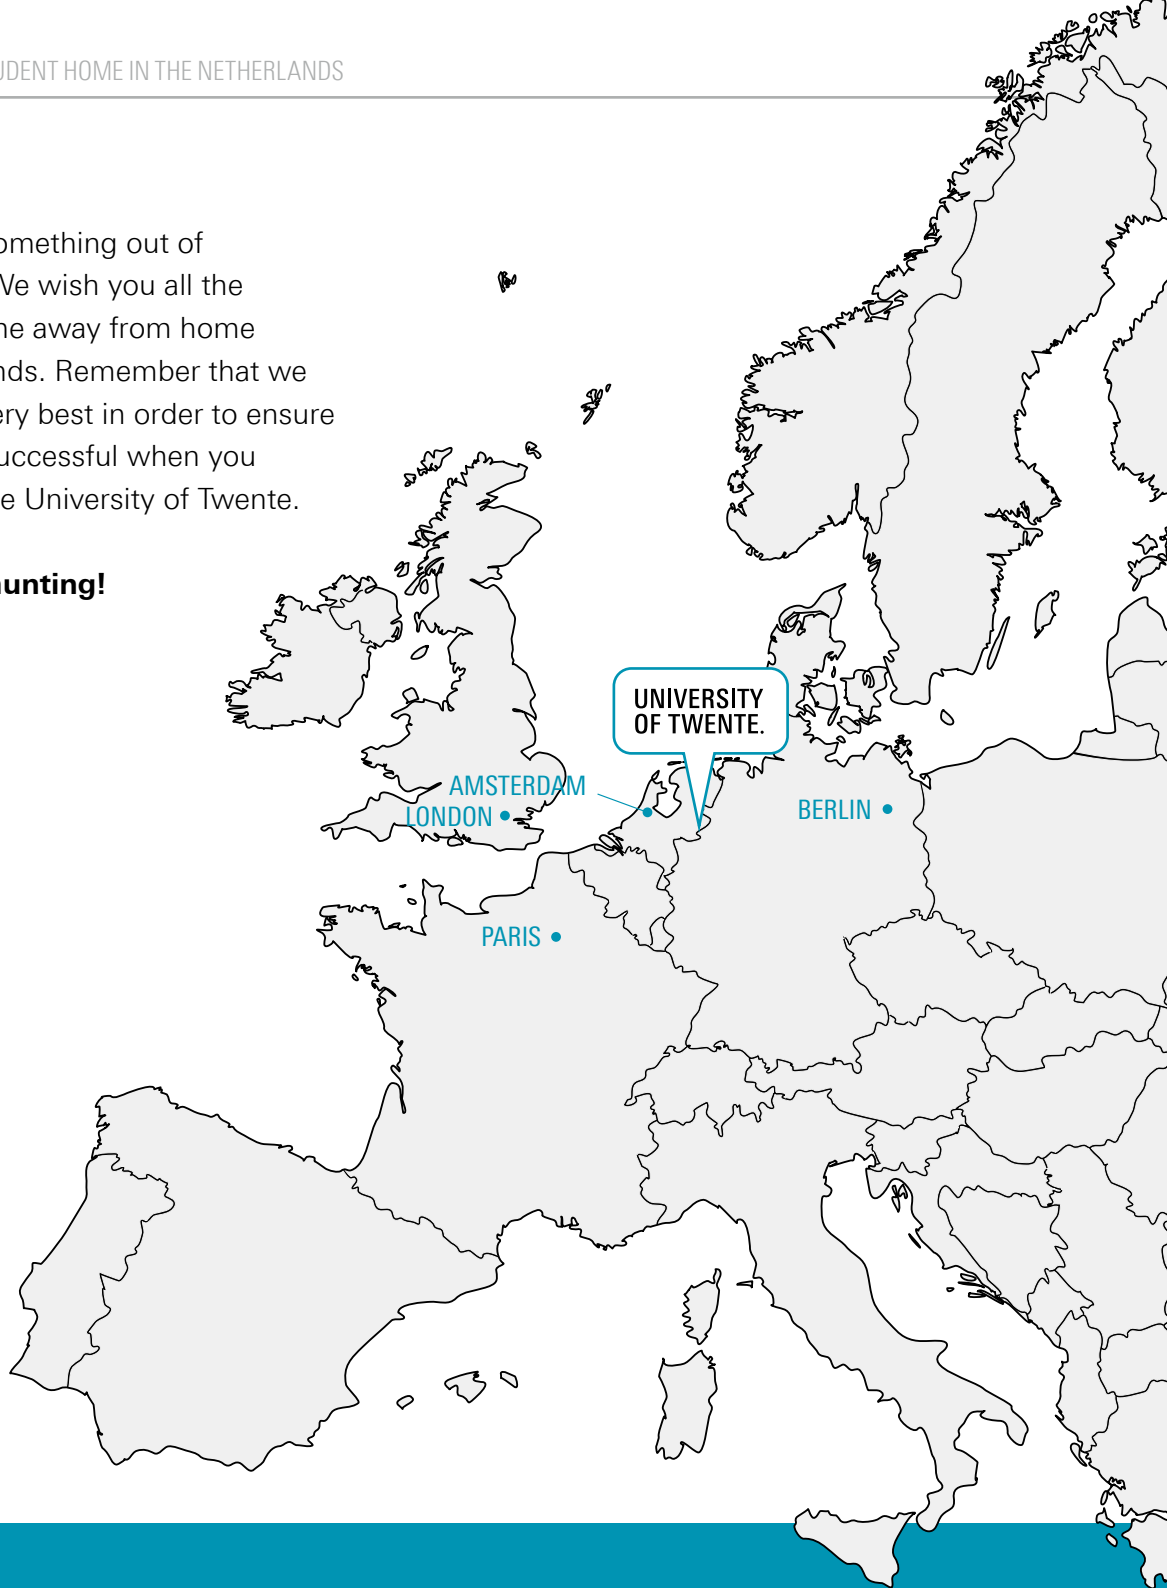 UDENT HOME IN THE NETHERLANDS
omething out of
We wish you all the
me away from home
nds. Remember that we
ery best in order to ensure
uccessful when you
e University of Twente.
unting!
UNIVERSITY
OF TWENTE.
AMSTERDAM
LONDON
BERLIN
PARIS